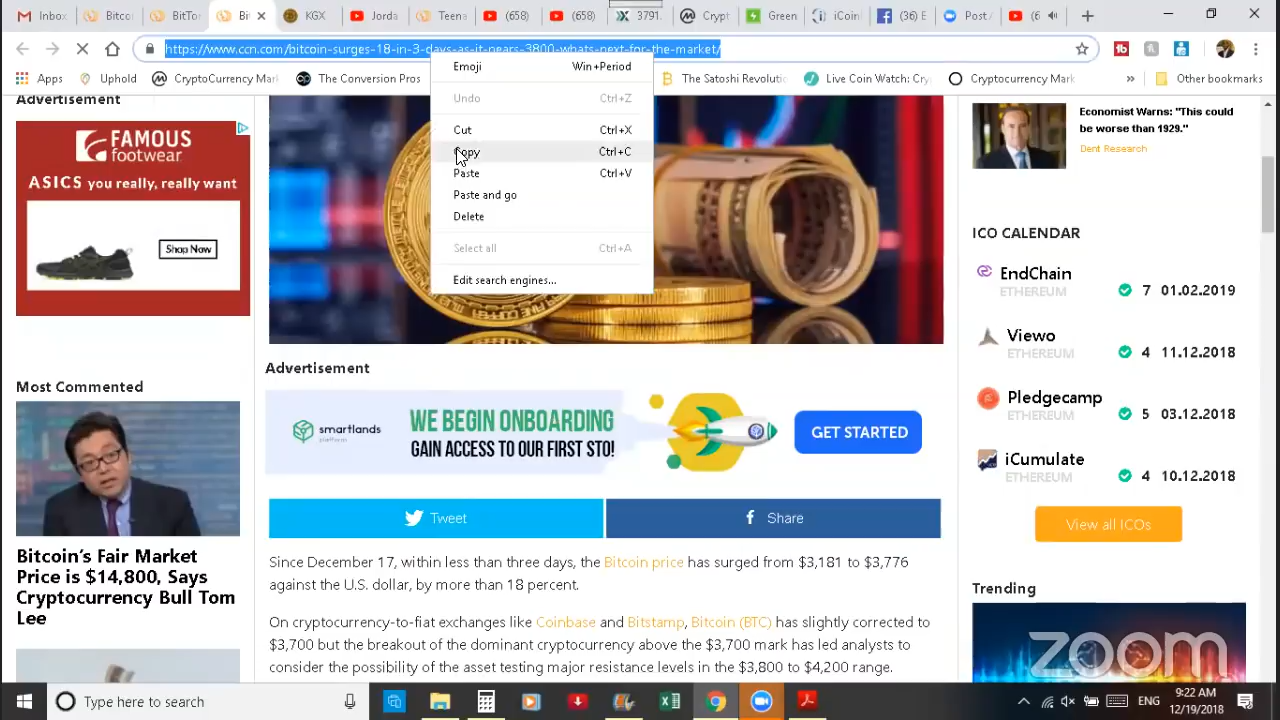 Inbox
Bitcoi
BitTor
Bit
KGX
Jorda
Teens
(658)
(658)
3791.
Crypt
Green
iCoin
(36) E
Post
(6)
https://www.ccn.com/bitcoin-surges-18-in-3-days-as-it-nears-3800-whats-next-for-the-market/
Apps
Uphold
CryptoCurrency Mark
The Conversion Pros
The Satoshi Revoluti
Live Coin Watch: Cry
Cryptocurrency Mark
»
Other bookmarks
Emoji Win+Period
Undo Ctrl+Z
Cut Ctrl+X
Copy Ctrl+C
Paste Ctrl+V
Paste and go
Delete
Select all Ctrl+A
Edit search engines...
Advertisement
FAMOUS
footwear
ASICS you really, really want
Shop Now
Most Commented
Bitcoin's Fair Market
Price is $14,800, Says
Cryptocurrency Bull Tom
Lee
Advertisement
smartlands
platform
WE BEGIN ONBOARDING
GAIN ACCESS TO OUR FIRST STO!
GET STARTED
Tweet
Share
Since December 17, within less than three days, the Bitcoin price has surged from $3,181 to $3,776
against the U.S. dollar, by more than 18 percent.
On cryptocurrency-to-fiat exchanges like Coinbase and Bitstamp, Bitcoin (BTC) has slightly corrected to
$3,700 but the breakout of the dominant cryptocurrency above the $3,700 mark has led analysts to
consider the possibility of the asset testing major resistance levels in the $3,800 to $4,200 range.
Economist Warns: "This could
be worse than 1929."
Dent Research
ICO CALENDAR
EndChain
ETHEREUM
7 01.02.2019
Viewo
ETHEREUM
4 11.12.2018
Pledgecamp
ETHEREUM
5 03.12.2018
iCumulate
ETHEREUM
4 10.12.2018
View all ICOs
Trending
zoom
Type here to search
ENG
9:22 AM
12/19/2018